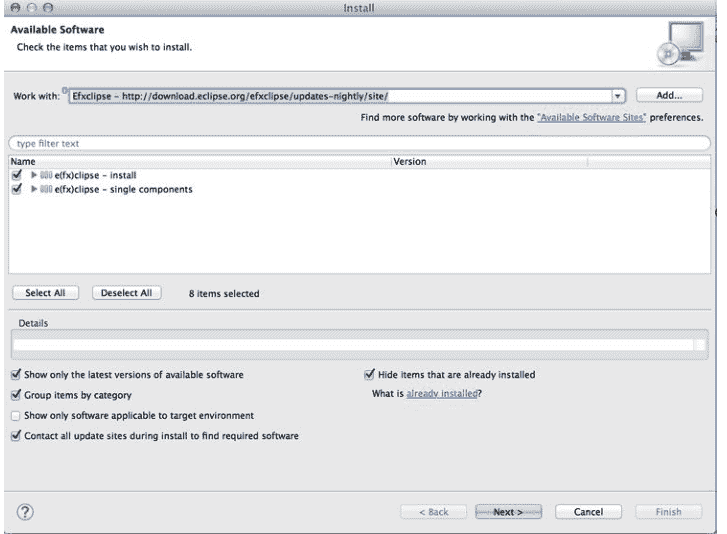 Install
Available Software
Check the items that you wish to install.
Work with: Efxclipse - http://download.eclipse.org/efxclipse/updates-nightly/site/ Add...
Find more software by working with the "Available Software Sites" preferences.
type filter text
Name Version
e(fx)clipse - install
e(fx)clipse - single components
Select All Deselect All 8 items selected
Details
Show only the latest versions of available software Hide items that are already installed
Group items by category What is already installed?
Show only software applicable to target environment
Contact all update sites during install to find required software
? < Back Next > Cancel Finish